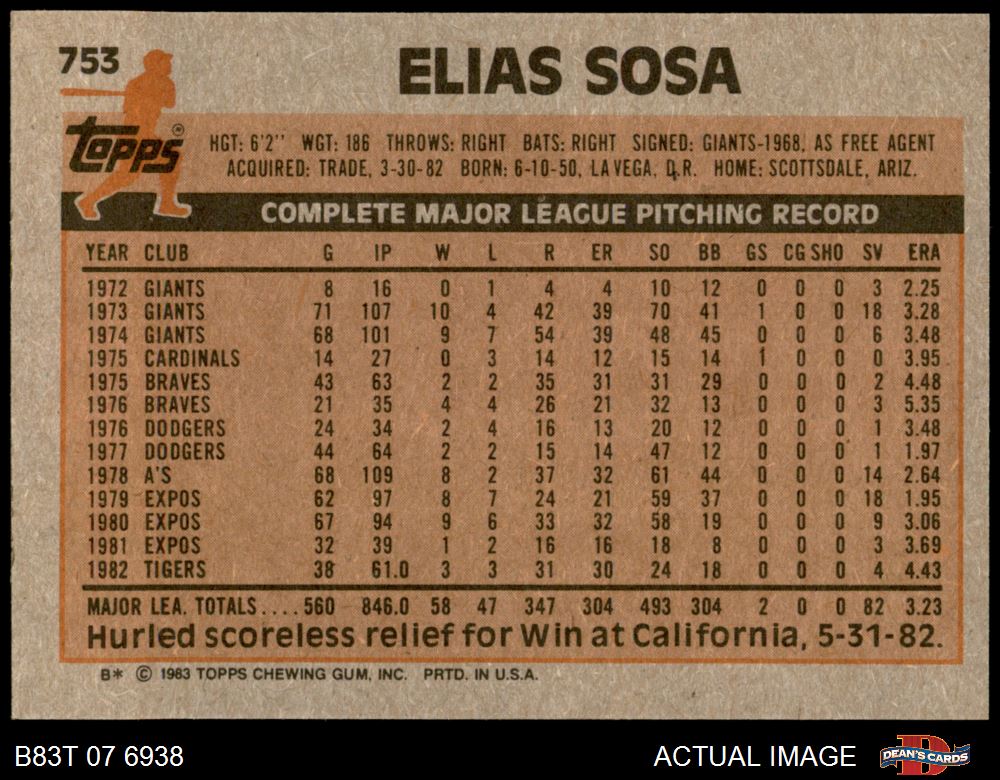 753
ELIAS SOSA
Topps®
HGT: 6'2'' WGT: 186 THROWS: RIGHT BATS: RIGHT SIGNED: GIANTS-1968, AS FREE AGENT
ACQUIRED: TRADE, 3-30-82 BORN: 6-10-50, LA VEGA, D.R. HOME: SCOTTSDALE, ARIZ.
COMPLETE MAJOR LEAGUE PITCHING RECORD
YEAR CLUB G IP W L R ER SO BB GS CG SHO SV ERA
1972 GIANTS 8 16 0 1 4 4 10 12 0 0 0 3 2.25
1973 GIANTS 71 107 10 4 42 39 70 41 1 0 0 18 3.28
1974 GIANTS 68 101 9 7 54 39 48 45 0 0 0 6 3.48
1975 CARDINALS 14 27 0 3 14 12 15 14 1 0 0 0 3.95
1975 BRAVES 43 63 2 2 35 31 31 29 0 0 0 2 4.48
1976 BRAVES 21 35 4 4 26 21 32 13 0 0 0 3 5.35
1976 DODGERS 24 34 2 4 16 13 20 12 0 0 0 1 3.48
1977 DODGERS 44 64 2 2 15 14 47 12 0 0 0 1 1.97
1978 A'S 68 109 8 2 37 32 61 44 0 0 0 14 2.64
1979 EXPOS 62 97 8 7 24 21 59 37 0 0 0 18 1.95
1980 EXPOS 67 94 9 6 33 32 58 19 0 0 0 9 3.06
1981 EXPOS 32 39 1 2 16 16 18 8 0 0 0 3 3.69
1982 TIGERS 38 61.0 3 3 31 30 24 18 0 0 0 4 4.43
MAJOR LEA. TOTALS.... 560 846.0 58 47 347 304 493 304 2 0 0 82 3.23
Hurled scoreless relief for Win at California, 5-31-82.
B* © 1983 TOPPS CHEWING GUM, INC. PRTD. IN U.S.A.
B83T 07 6938 ACTUAL IMAGE DEAN'S CARDS